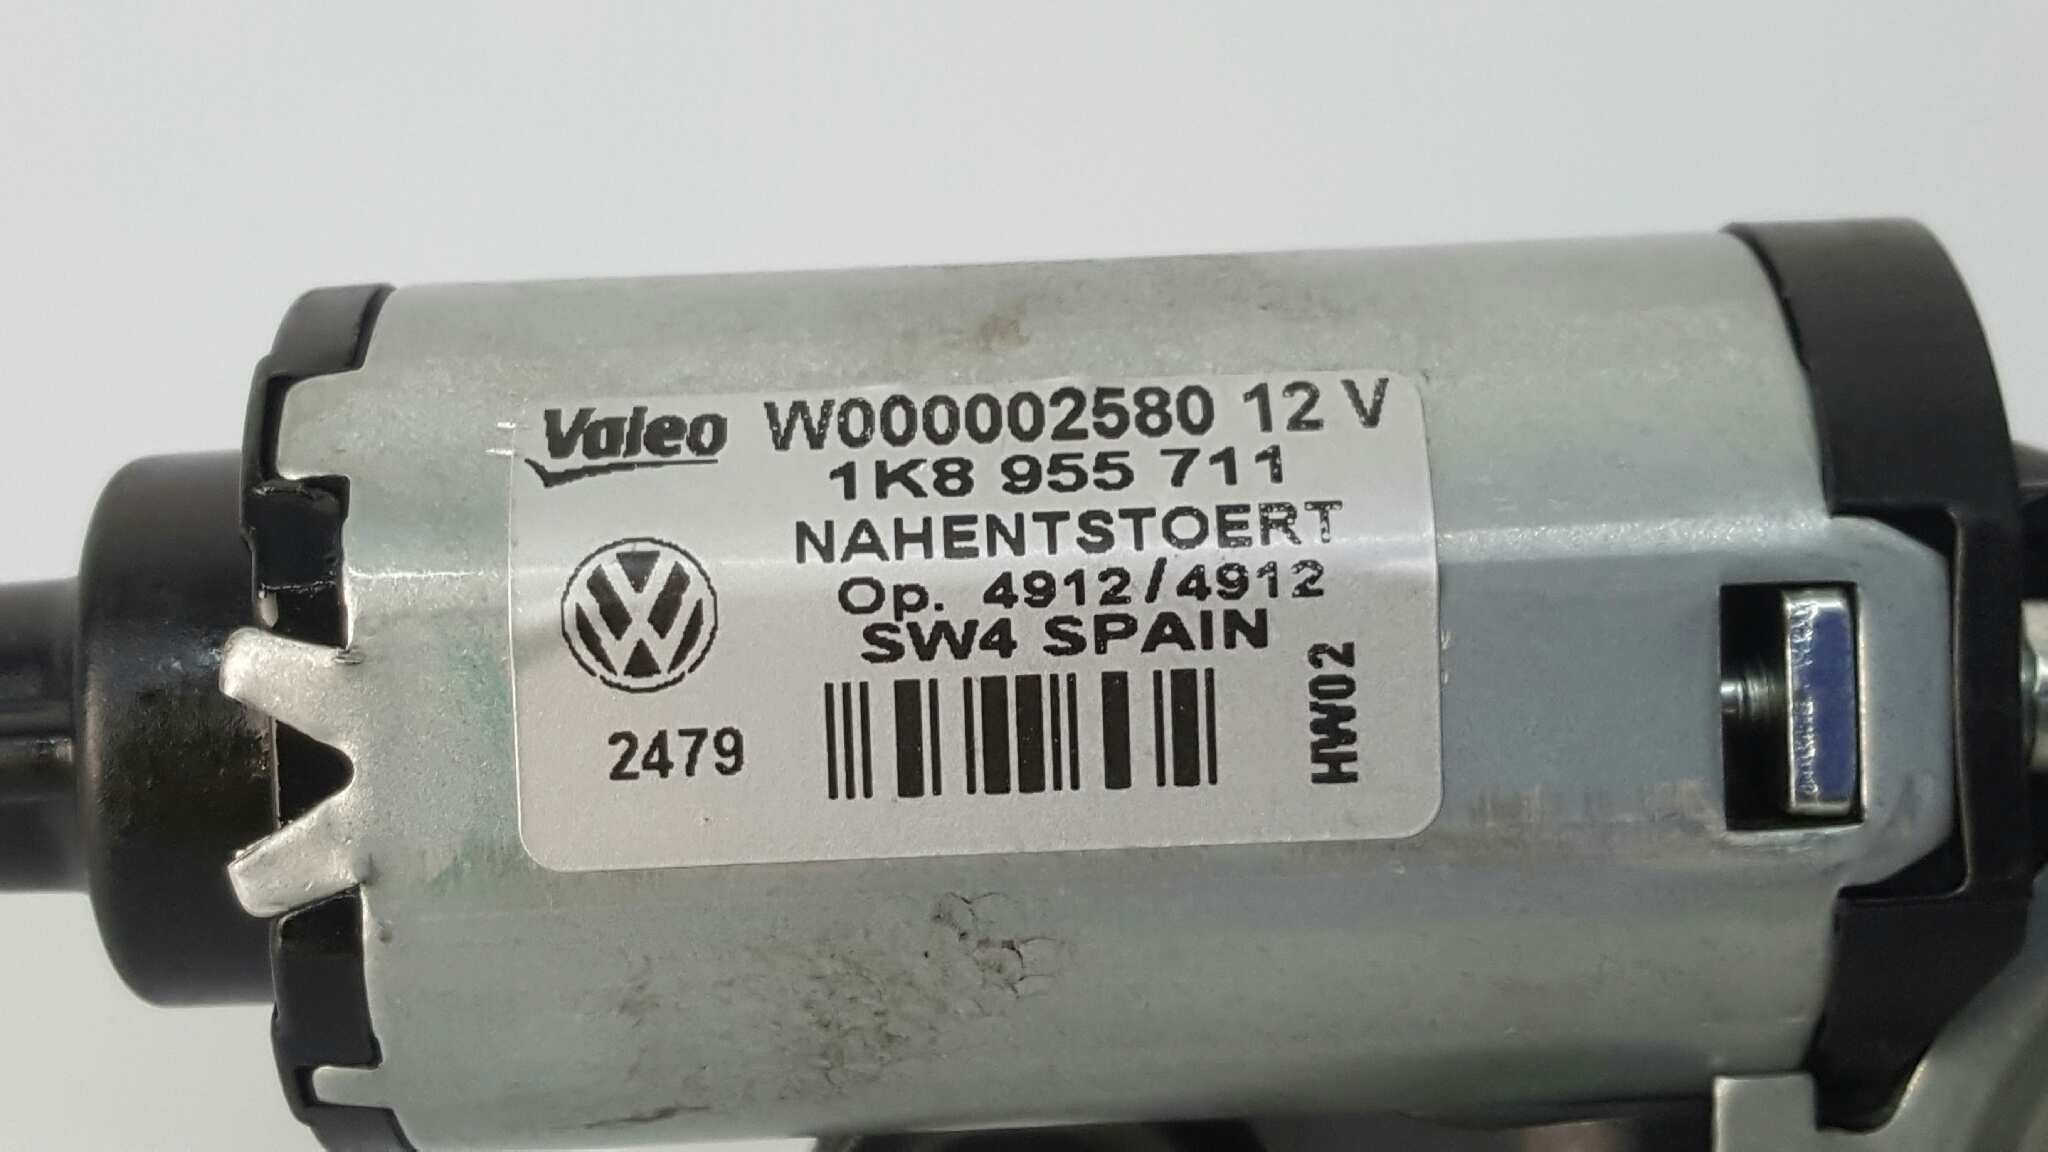 Valeo W000002580 12 V
1K8 955 711
NAHENTSTOERT
Op. 4912/4912
SW4 SPAIN
2479
HW02